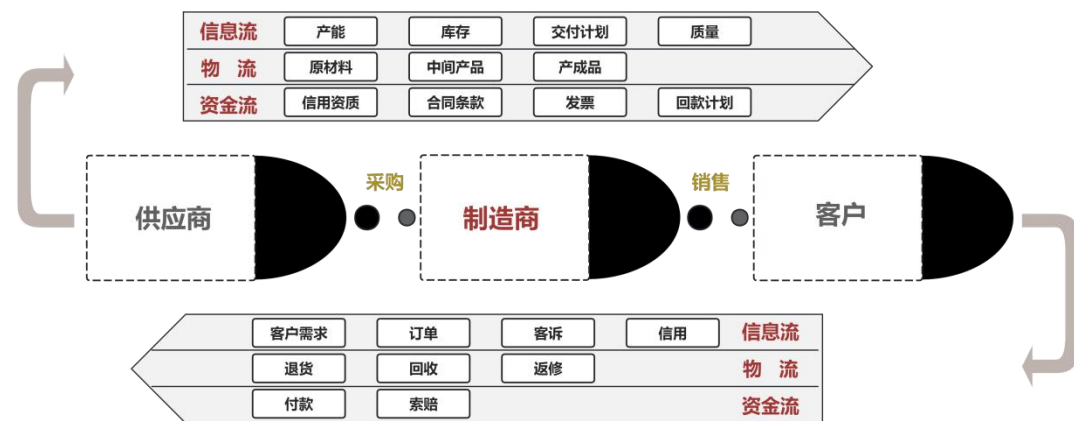 信息流 产能 库存 交付计划 质量
物 流 原材料 中间产品 产成品
资金流 信用资质 合同条款 发票 回款计划
采购 销售
供应商 制造商 客户
客户需求 订单 客诉 信用 信息流
退货 回收 返修 物 流
付款 索赔 资金流